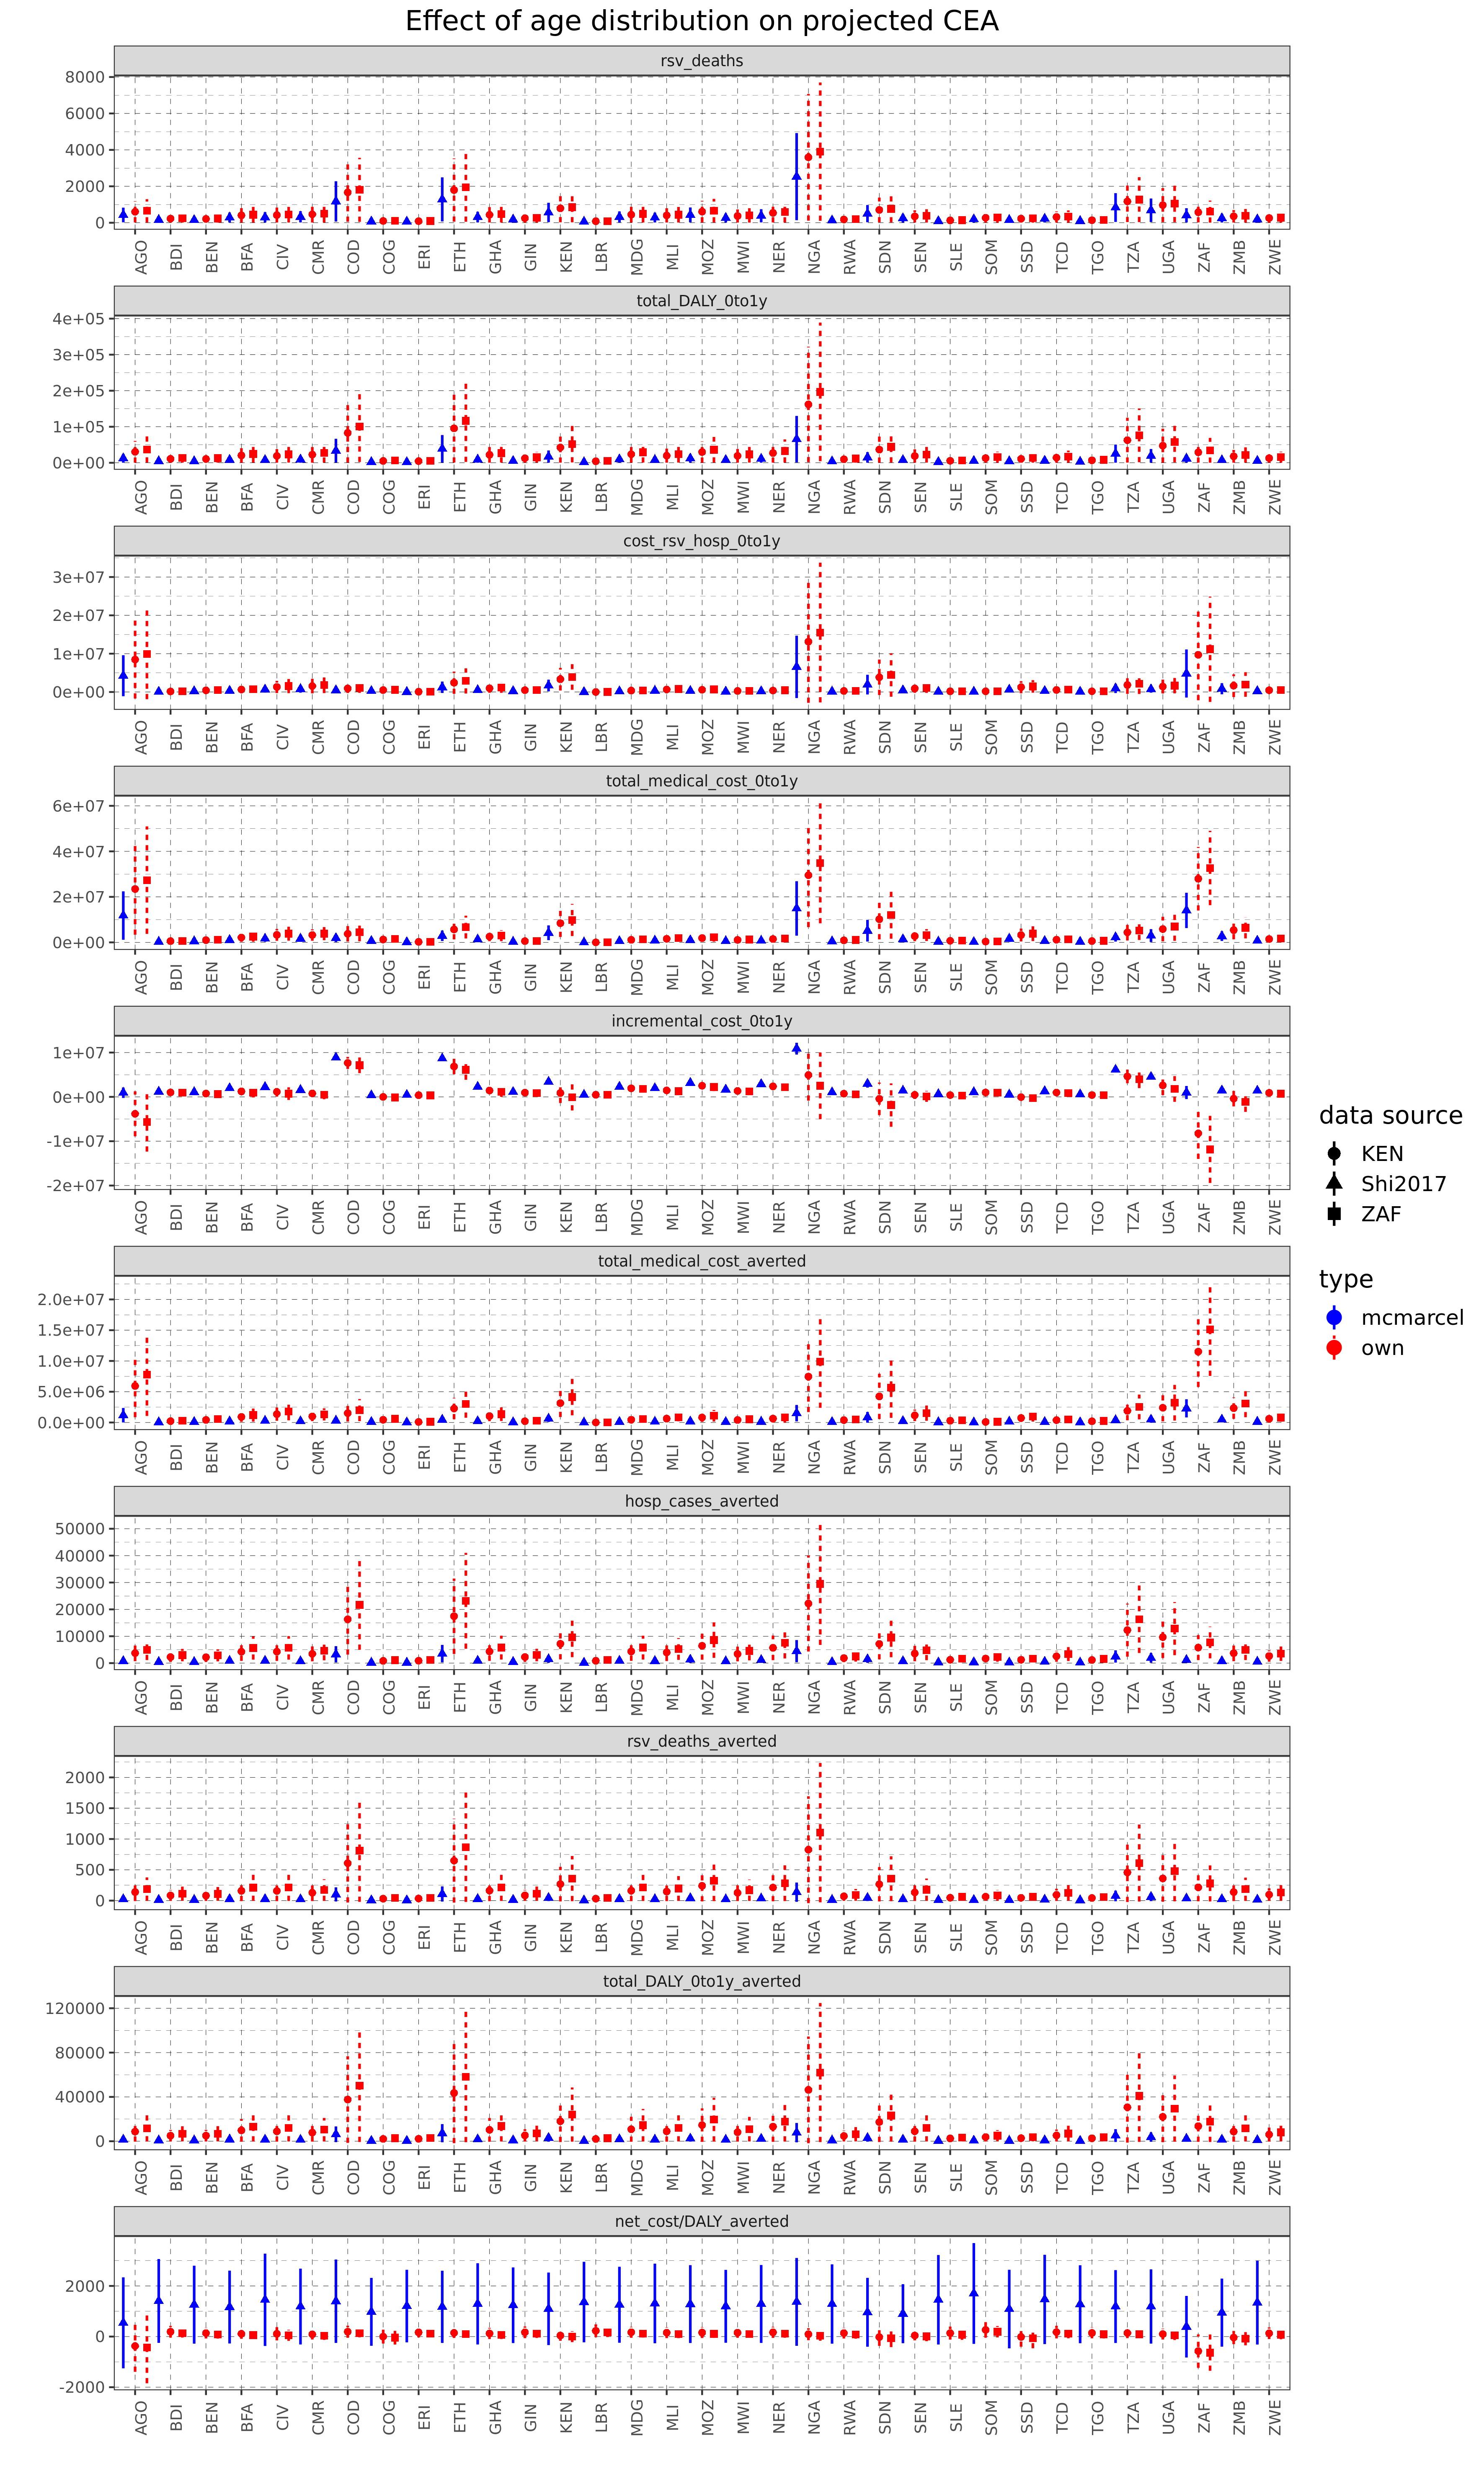 Effect of age distribution on projected CEA
rsv_deaths
8000
6000
4000
2000
0
AGO BDI BEN BFA CIV CMR COD COG ERI ETH GHA GIN KEN LBR MDG MLI MOZ MWI NER NGA RWA SDN SEN SLE SOM SSD TCD TGO TZA UGA ZAF ZMB ZWE
total_DALY_0to1y
4e+05
3e+05
2e+05
1e+05
0e+00
AGO BDI BEN BFA CIV CMR COD COG ERI ETH GHA GIN KEN LBR MDG MLI MOZ MWI NER NGA RWA SDN SEN SLE SOM SSD TCD TGO TZA UGA ZAF ZMB ZWE
cost_rsv_hosp_0to1y
3e+07
2e+07
1e+07
0e+00
AGO BDI BEN BFA CIV CMR COD COG ERI ETH GHA GIN KEN LBR MDG MLI MOZ MWI NER NGA RWA SDN SEN SLE SOM SSD TCD TGO TZA UGA ZAF ZMB ZWE
total_medical_cost_0to1y
6e+07
4e+07
2e+07
0e+00
AGO BDI BEN BFA CIV CMR COD COG ERI ETH GHA GIN KEN LBR MDG MLI MOZ MWI NER NGA RWA SDN SEN SLE SOM SSD TCD TGO TZA UGA ZAF ZMB ZWE
incremental_cost_0to1y
1e+07
0e+00
-1e+07
-2e+07
AGO BDI BEN BFA CIV CMR COD COG ERI ETH GHA GIN KEN LBR MDG MLI MOZ MWI NER NGA RWA SDN SEN SLE SOM SSD TCD TGO TZA UGA ZAF ZMB ZWE
total_medical_cost_averted
2.0e+07
1.5e+07
1.0e+07
5.0e+06
0.0e+00
AGO BDI BEN BFA CIV CMR COD COG ERI ETH GHA GIN KEN LBR MDG MLI MOZ MWI NER NGA RWA SDN SEN SLE SOM SSD TCD TGO TZA UGA ZAF ZMB ZWE
hosp_cases_averted
50000
40000
30000
20000
10000
0
AGO BDI BEN BFA CIV CMR COD COG ERI ETH GHA GIN KEN LBR MDG MLI MOZ MWI NER NGA RWA SDN SEN SLE SOM SSD TCD TGO TZA UGA ZAF ZMB ZWE
rsv_deaths_averted
2000
1500
1000
500
0
AGO BDI BEN BFA CIV CMR COD COG ERI ETH GHA GIN KEN LBR MDG MLI MOZ MWI NER NGA RWA SDN SEN SLE SOM SSD TCD TGO TZA UGA ZAF ZMB ZWE
total_DALY_0to1y_averted
120000
80000
40000
0
AGO BDI BEN BFA CIV CMR COD COG ERI ETH GHA GIN KEN LBR MDG MLI MOZ MWI NER NGA RWA SDN SEN SLE SOM SSD TCD TGO TZA UGA ZAF ZMB ZWE
net_cost/DALY_averted
2000
0
-2000
AGO BDI BEN BFA CIV CMR COD COG ERI ETH GHA GIN KEN LBR MDG MLI MOZ MWI NER NGA RWA SDN SEN SLE SOM SSD TCD TGO TZA UGA ZAF ZMB ZWE
data source
KEN
Shi2017
ZAF
type
mcmarcel
own